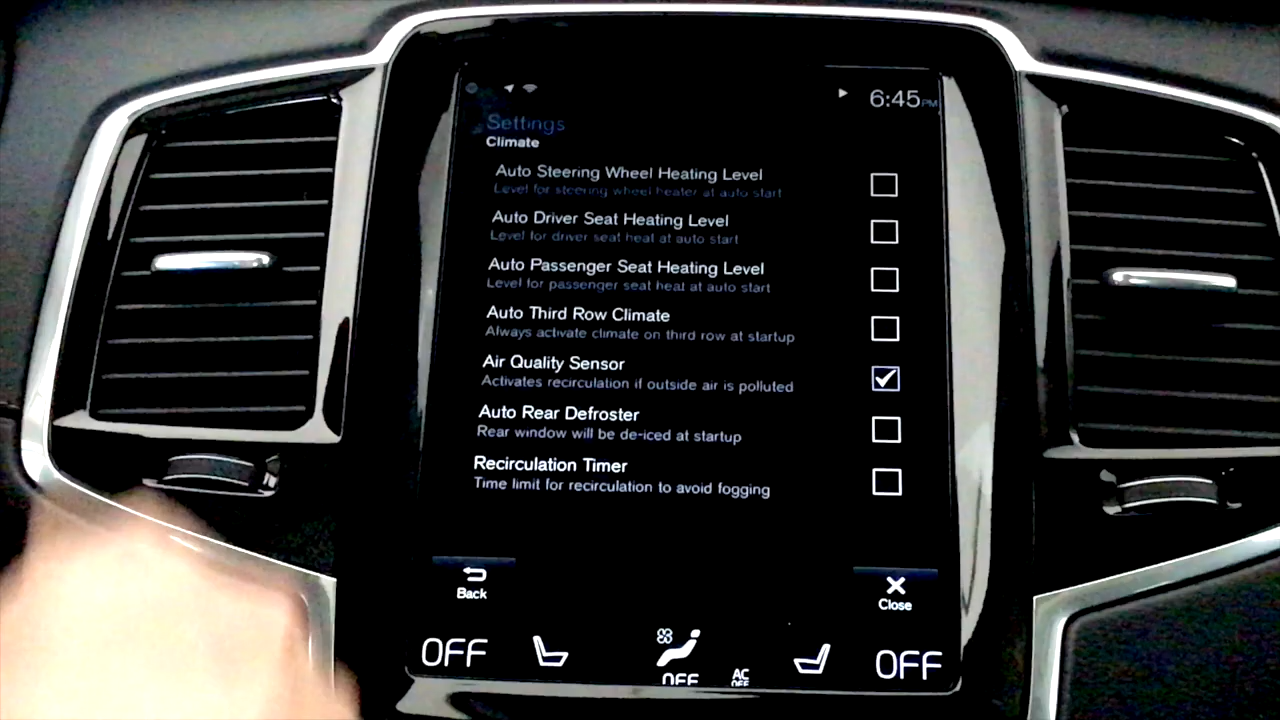 6:45PM
Settings
Climate
Auto Steering Wheel Heating Level
Level for steering wheel heater at auto start
Auto Driver Seat Heating Level
Level for driver seat heat at auto start
Auto Passenger Seat Heating Level
Level for passenger seat heat at auto start
Auto Third Row Climate
Always activate climate on third row at startup
Air Quality Sensor
Activates recirculation if outside air is polluted
Auto Rear Defroster
Rear window will be de-iced at startup
Recirculation Timer
Time limit for recirculation to avoid fogging
Back
Close
OFF
OFF
AC
OFF
OFF